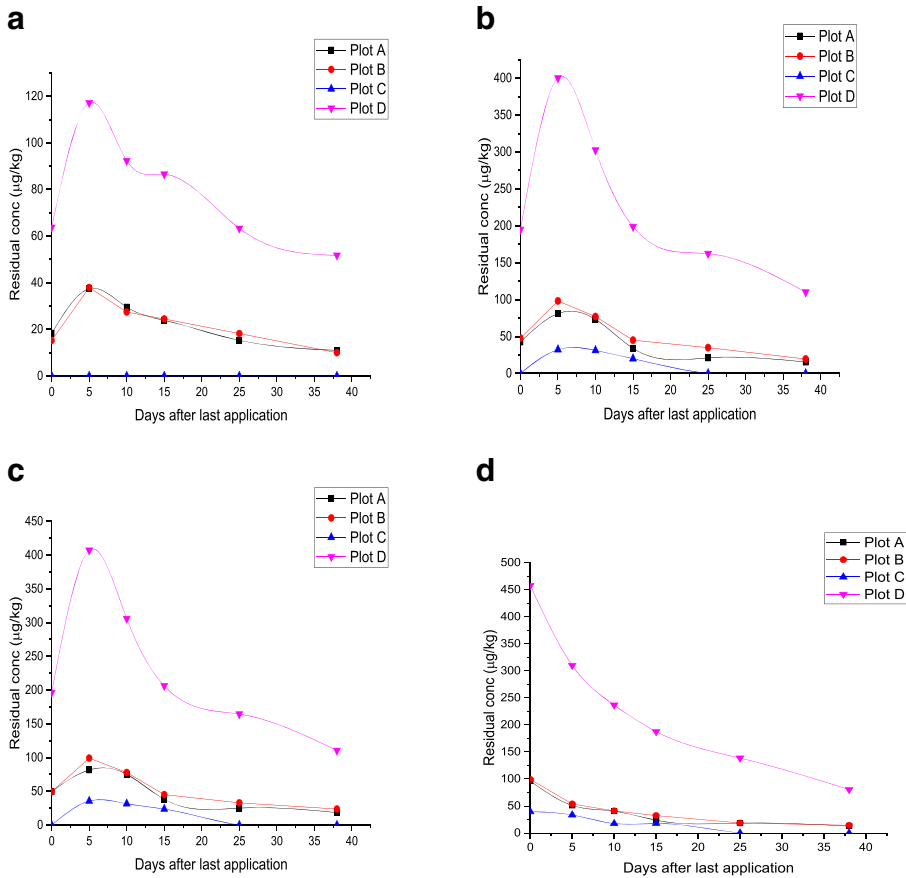 a
Plot A
Plot B
Plot C
Plot D
120
100
80
60
40
20
0
0 5 10 15 20 25 30 35 40
Residual conc (µg/kg)
Days after last application
b
Plot A
Plot B
Plot C
Plot D
400
350
300
250
200
150
100
50
0
0 5 10 15 20 25 30 35 40
Residual conc (µg/kg)
Days after last application
c
Plot A
Plot B
Plot C
Plot D
450
400
350
300
250
200
150
100
50
0
0 5 10 15 20 25 30 35 40
Residual conc (µg/kg)
Days after last application
d
Plot A
Plot B
Plot C
Plot D
500
450
400
350
300
250
200
150
100
50
0
0 5 10 15 20 25 30 35 40
Residual conc (µg/kg)
Days after last application